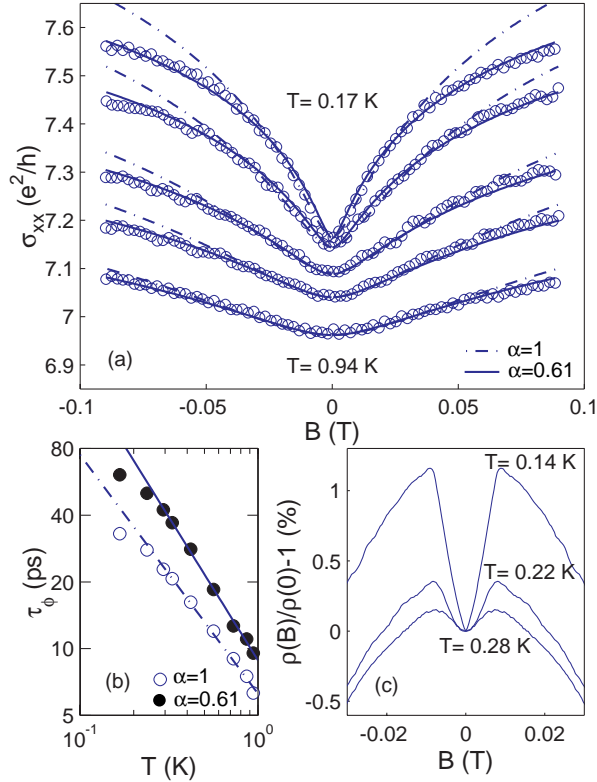 7.6
7.5
7.4
7.3
7.2
7.1
7
6.9
σxx (e²/h)
T= 0.17 K
(a)
T= 0.94 K
α=1
α=0.61
-0.1
-0.05
0
0.05
0.1
B (T)
80
40
20
10
5
τϕ (ps)
(b)
α=1
α=0.61
10⁻¹
10⁰
T (K)
1
0.5
0
-0.5
ρ(B)/ρ(0)-1 (%)
T= 0.14 K
T= 0.22 K
T= 0.28 K
(c)
-0.02
0
0.02
B (T)